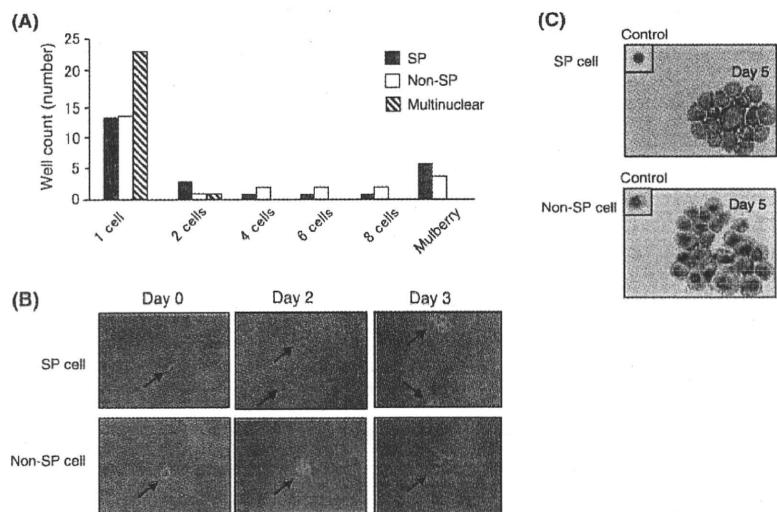 (A)
Well count (number)
25
20
15
10
5
0
SP
Non-SP
Multinuclear
1 cell
2 cells
4 cells
6 cells
8 cells
Mulberry
(B)
Day 0
Day 2
Day 3
SP cell
Non-SP cell
(C)
Control
SP cell
Day 5
Control
Non-SP cell
Day 5